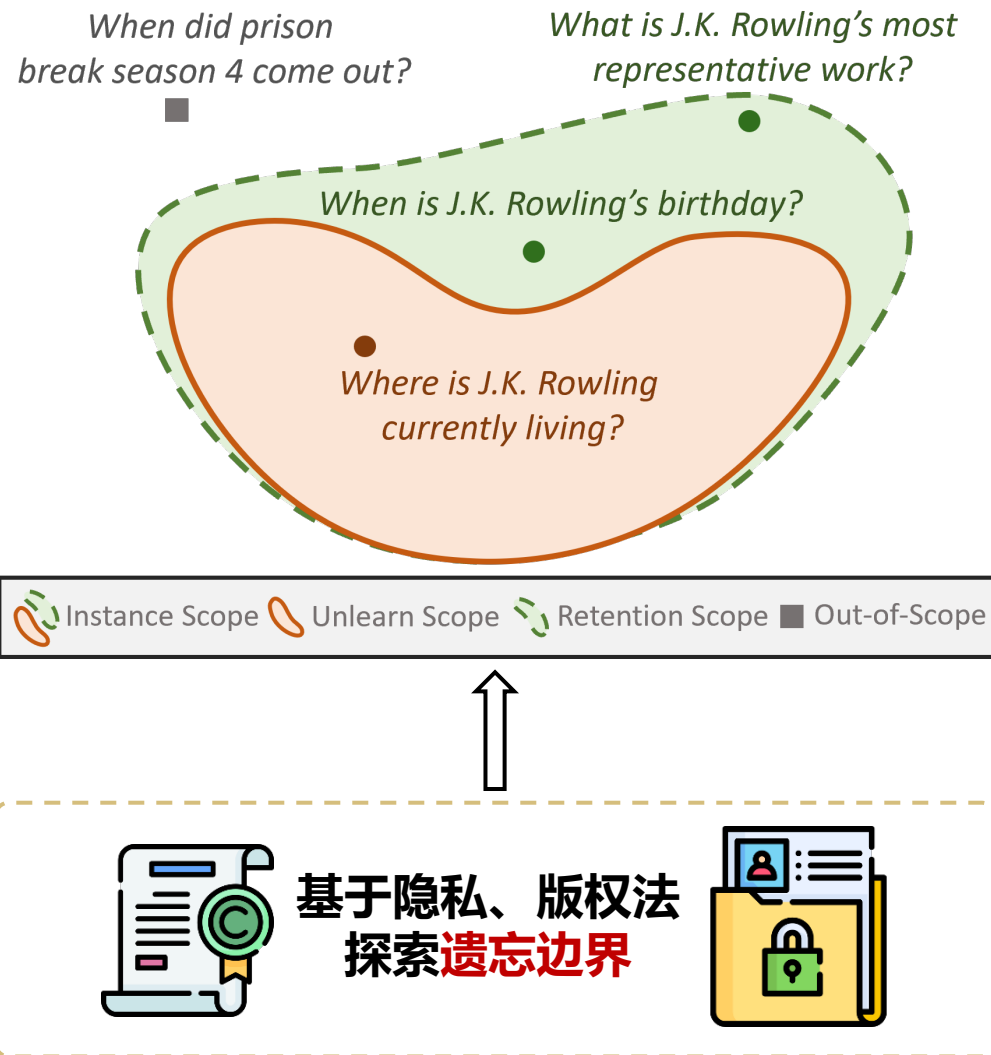 When did prison
break season 4 come out?
What is J.K. Rowling’s most
representative work?
When is J.K. Rowling’s birthday?
Where is J.K. Rowling
currently living?
Instance Scope Unlearn Scope Retention Scope Out-of-Scope
基于隐私、版权法
探索遗忘边界
C